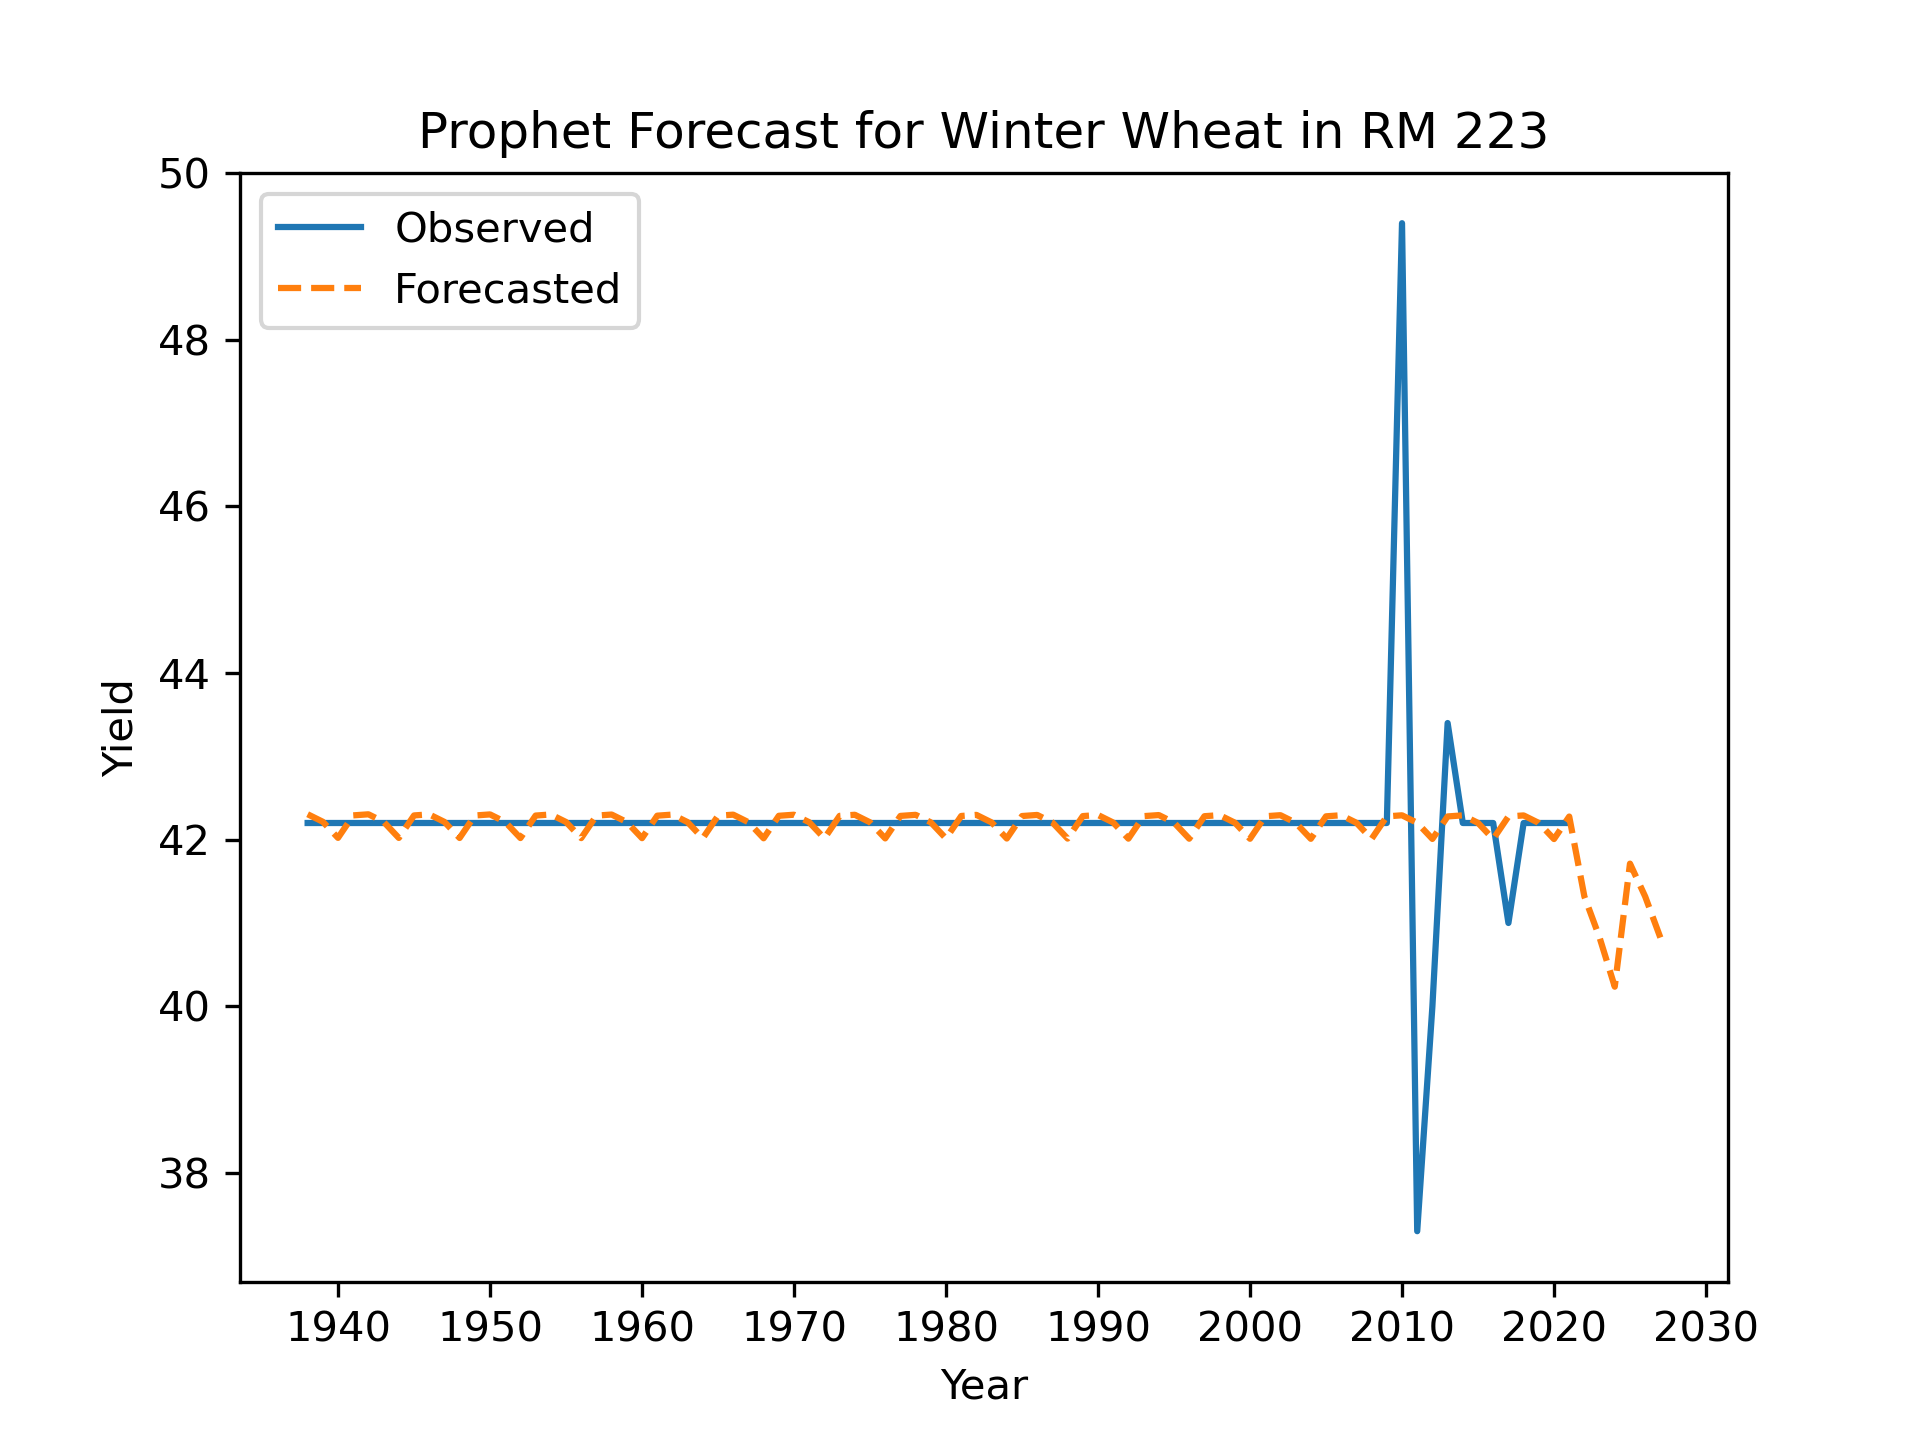 Prophet Forecast for Winter Wheat in RM 223
50
48
46
44
42
40
38
Yield
Observed
Forecasted
1940 1950 1960 1970 1980 1990 2000 2010 2020 2030
Year